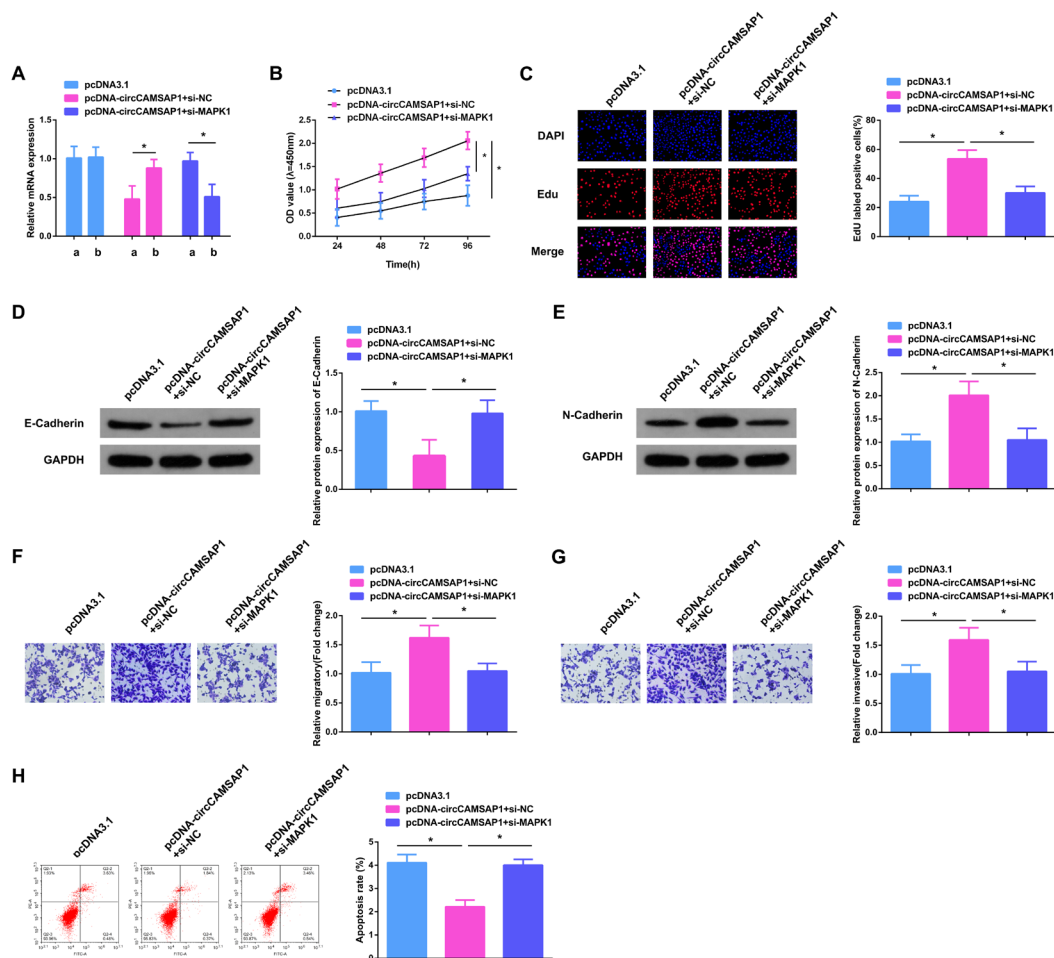 A
pcDNA3.1
pcDNA-circCAMSAP1+si-NC
pcDNA-circCAMSAP1+si-MAPK1
Relative mRNA expression
1.5
1.0
0.5
0.0
*
*
a b a b a b
B
pcDNA3.1
pcDNA-circCAMSAP1+si-NC
pcDNA-circCAMSAP1+si-MAPK1
OD value (λ=450nm)
2.5
2.0
1.5
1.0
0.5
0.0
*
*
24 48 72 96
Time(h)
C
pcDNA3.1
pcDNA-circCAMSAP1
+si-NC
pcDNA-circCAMSAP1
+si-MAPK1
DAPI
Edu
Merge
pcDNA3.1
pcDNA-circCAMSAP1+si-NC
pcDNA-circCAMSAP1+si-MAPK1
EdU labled positive cells(%)
80
60
40
20
0
*
*
D
pcDNA3.1
pcDNA-circCAMSAP1
+si-NC
pcDNA-circCAMSAP1
+si-MAPK1
E-Cadherin
GAPDH
pcDNA3.1
pcDNA-circCAMSAP1+si-NC
pcDNA-circCAMSAP1+si-MAPK1
Relative protein expression of E-Cadherin
1.5
1.0
0.5
0.0
*
*
E
pcDNA3.1
pcDNA-circCAMSAP1
+si-NC
pcDNA-circCAMSAP1
+si-MAPK1
N-Cadherin
GAPDH
pcDNA3.1
pcDNA-circCAMSAP1+si-NC
pcDNA-circCAMSAP1+si-MAPK1
Relative protein expression of N-Cadherin
2.5
2.0
1.5
1.0
0.5
0.0
*
*
F
pcDNA3.1
pcDNA-circCAMSAP1
+si-NC
pcDNA-circCAMSAP1
+si-MAPK1
pcDNA3.1
pcDNA-circCAMSAP1+si-NC
pcDNA-circCAMSAP1+si-MAPK1
Relative migratory(Fold change)
2.0
1.5
1.0
0.5
0.0
*
*
G
pcDNA3.1
pcDNA-circCAMSAP1
+si-NC
pcDNA-circCAMSAP1
+si-MAPK1
pcDNA3.1
pcDNA-circCAMSAP1+si-NC
pcDNA-circCAMSAP1+si-MAPK1
Relative invasive(Fold change)
2.0
1.5
1.0
0.5
0.0
*
*
H
pcDNA3.1
pcDNA-circCAMSAP1
+si-NC
pcDNA-circCAMSAP1
+si-MAPK1
PE-A
FITC-A
PE-A
FITC-A
PE-A
FITC-A
pcDNA3.1
pcDNA-circCAMSAP1+si-NC
pcDNA-circCAMSAP1+si-MAPK1
Apoptosis rate (%)
5
4
3
2
1
0
*
*